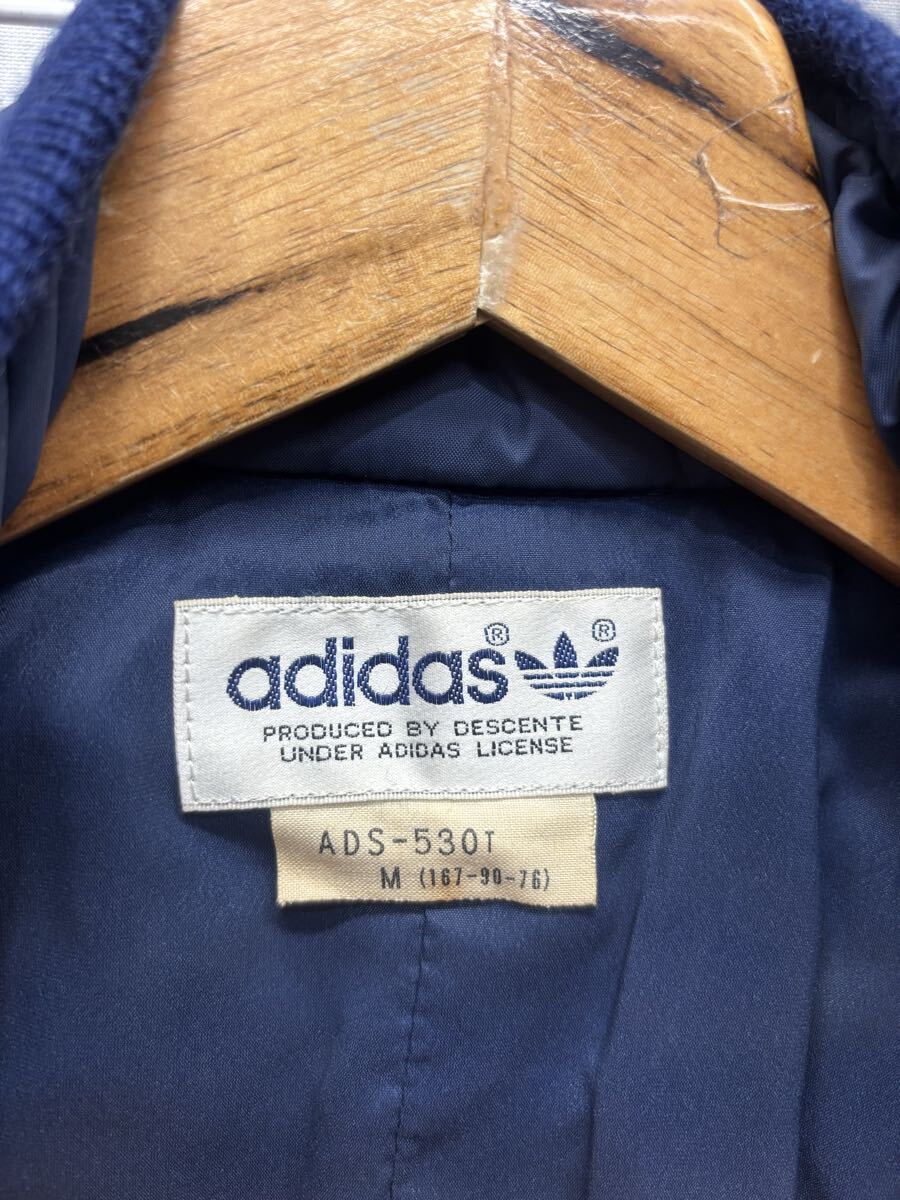 adidas®®
PRODUCED BY DESCENTE
UNDER ADIDAS LICENSE
ADS-530T
M (167-90-76)